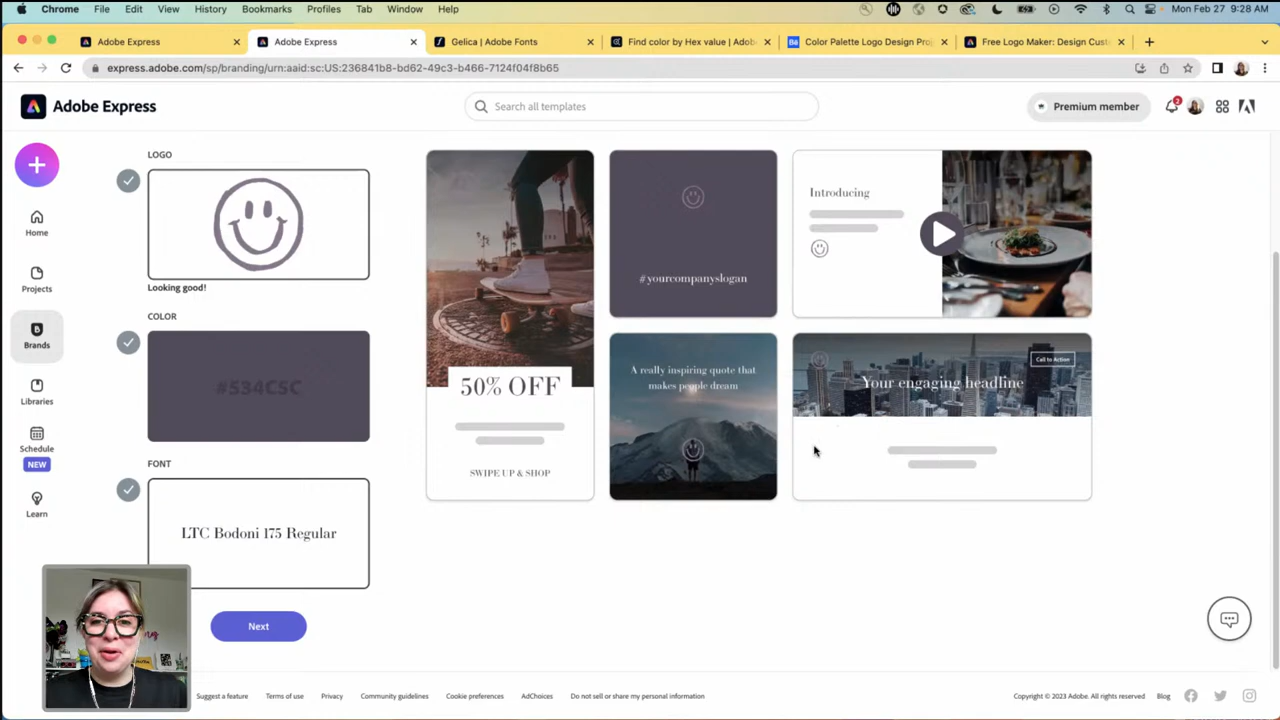 Chrome File Edit View History Bookmarks Profiles Tab Window Help
Mon Feb 27 9:28 AM
Adobe Express
Adobe Express
Gelica | Adobe Fonts
Find color by Hex value | Adob
Color Palette Logo Design Proj
Free Logo Maker: Design Cust
express.adobe.com/sp/branding/urn:aaid:sc:US:236841b8-bd62-49c3-b466-7124f04f8b65
Adobe Express
Search all templates
Premium member
2
Home
Projects
Brands
Libraries
Schedule
NEW
Learn
LOGO
Looking good!
COLOR
#534C5C
FONT
LTC Bodoni 175 Regular
Next
50% OFF
SWIPE UP & SHOP
#yourcompanyslogan
Introducing
A really inspiring quote that
makes people dream
Call to Action
Your engaging headline
Suggest a feature Terms of use Privacy Community guidelines Cookie preferences AdChoices Do not sell or share my personal information
Copyright © 2023 Adobe. All rights reserved Blog